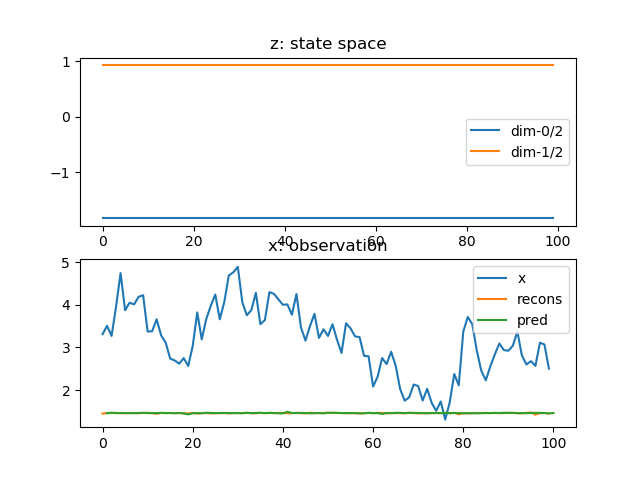 z: state space
1
0
−1
dim-0/2
dim-1/2
0 20 40 60 80 100
x: observation
5
4
3
2
x
recons
pred
0 20 40 60 80 100